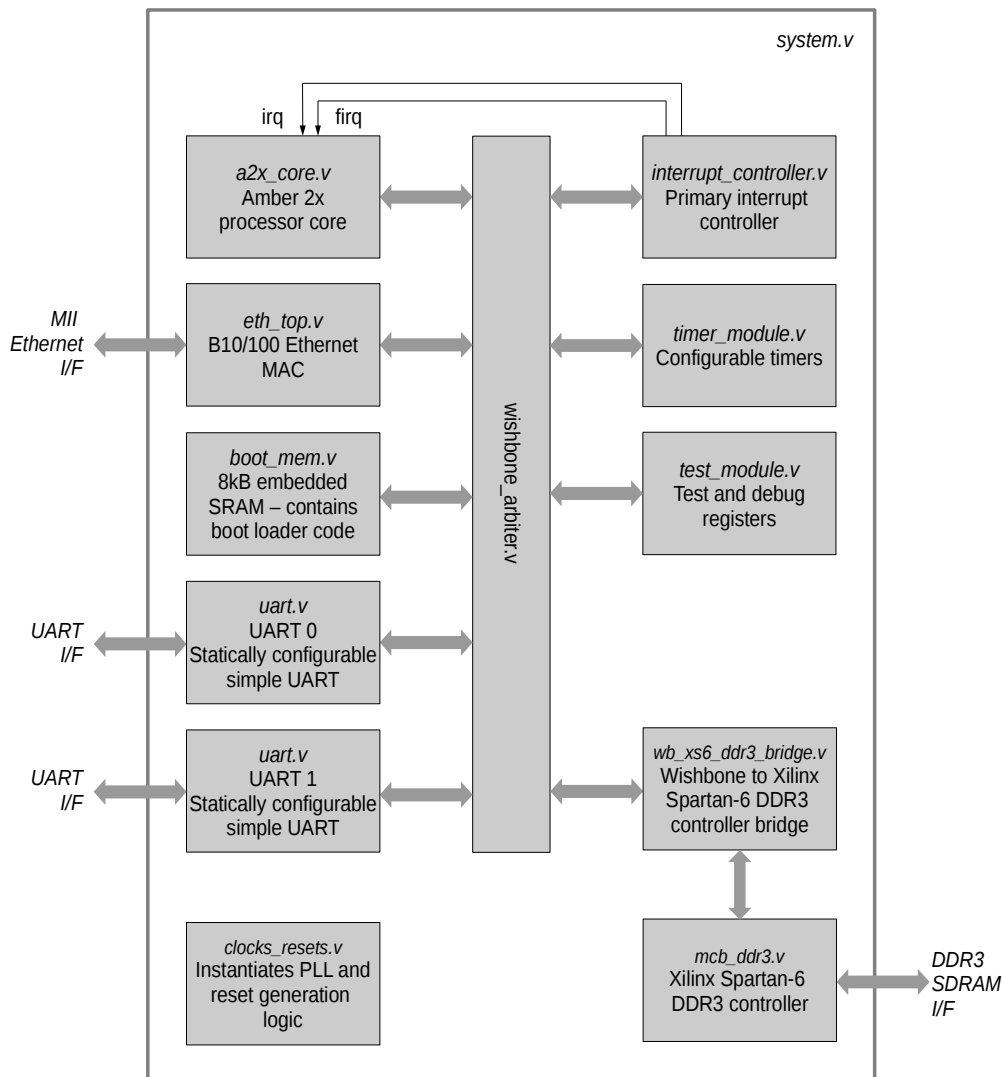 system.v
irq
firq
a2x_core.v
Amber 2x
processor core
interrupt_controller.v
Primary interrupt
controller
MII
Ethernet
I/F
eth_top.v
B10/100 Ethernet
MAC
timer_module.v
Configurable timers
wishbone_arbiter.v
boot_mem.v
8kB embedded
SRAM – contains
boot loader code
test_module.v
Test and debug
registers
UART
I/F
uart.v
UART 0
Statically configurable
simple UART
UART
I/F
uart.v
UART 1
Statically configurable
simple UART
wb_xs6_ddr3_bridge.v
Wishbone to Xilinx
Spartan-6 DDR3
controller bridge
clocks_resets.v
Instantiates PLL and
reset generation
logic
mcb_ddr3.v
Xilinx Spartan-6
DDR3 controller
DDR3
SDRAM
I/F